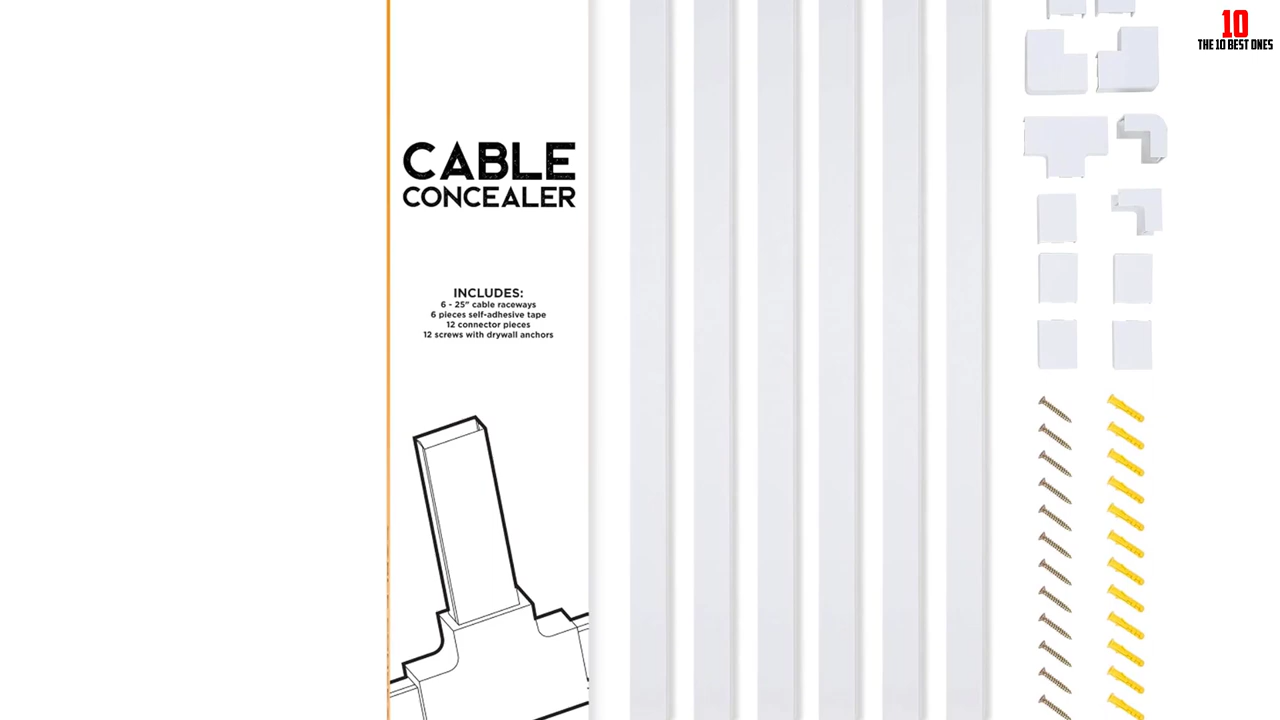 10
THE 10 BEST ONES
CABLE
CONCEALER
INCLUDES:
6 - 25" cable raceways
6 pieces self-adhesive tape
12 connector pieces
12 screws with drywall anchors